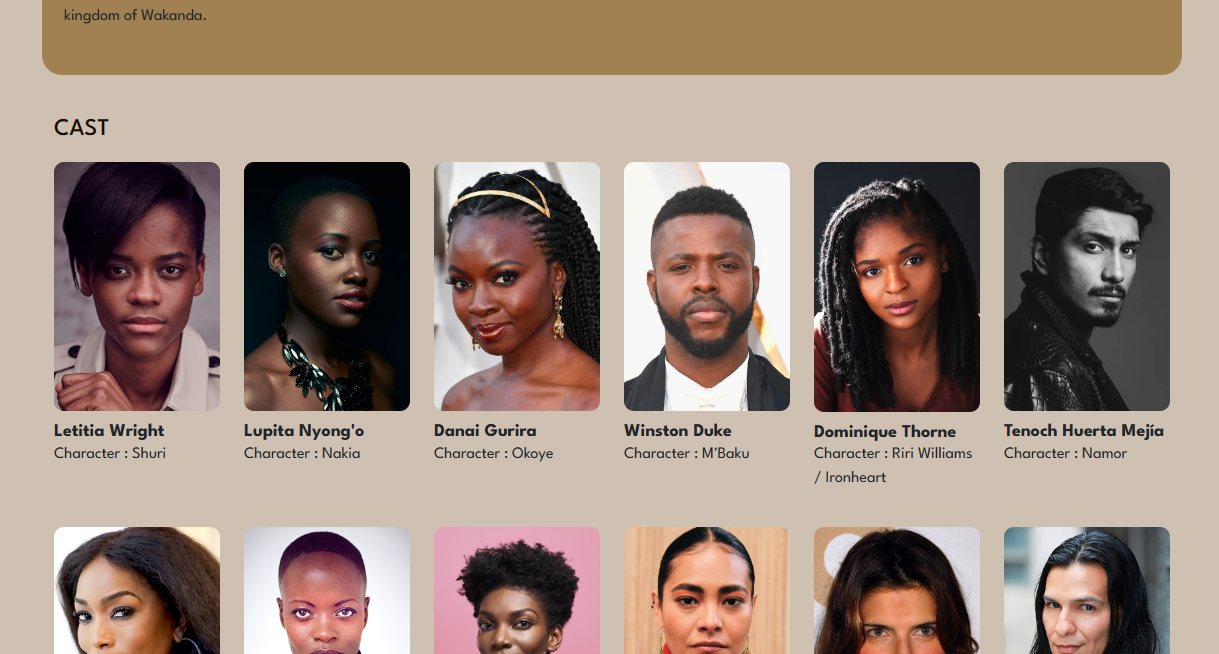 kingdom of Wakanda.
CAST
Letitia Wright
Character : Shuri
Lupita Nyong'o
Character : Nakia
Danai Gurira
Character : Okoye
Winston Duke
Character : M'Baku
Dominique Thorne
Character : Riri Williams
/ Ironheart
Tenoch Huerta Mejía
Character : Namor